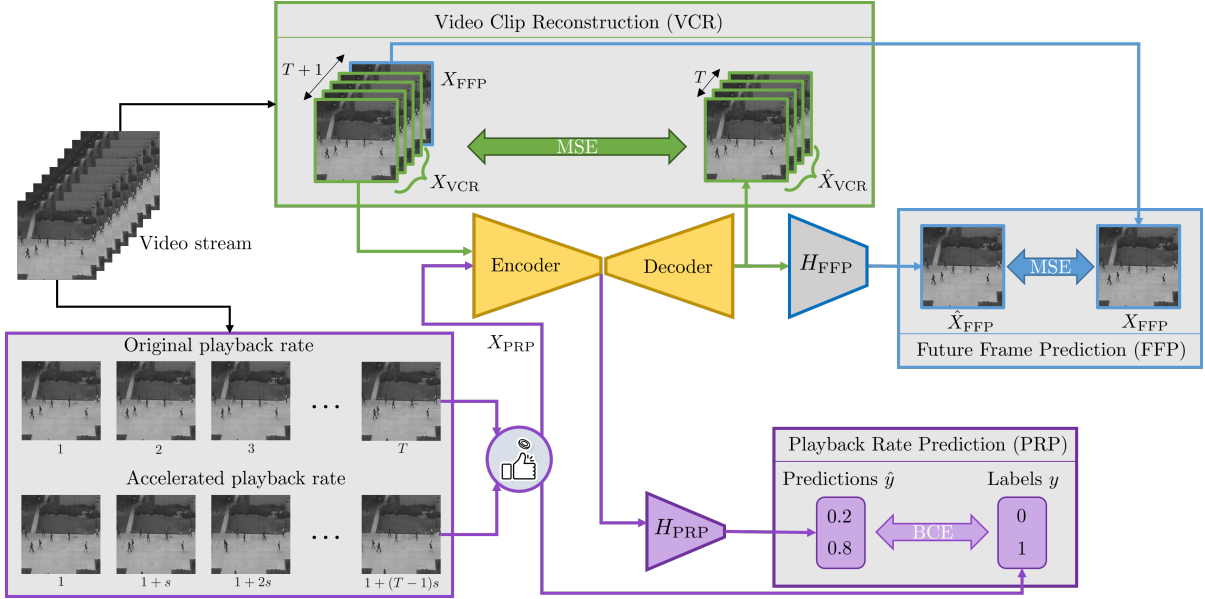 Video Clip Reconstruction (VCR)
T + 1
X_FFP
T
MSE
X_VCR
X̂_VCR
Video stream
Encoder
Decoder
H_FFP
MSE
X̂_FFP
X_FFP
Future Frame Prediction (FFP)
X_PRP
Original playback rate
...
1
2
3
T
Accelerated playback rate
...
1
1 + s
1 + 2s
1 + (T − 1)s
Playback Rate Prediction (PRP)
Predictions ŷ
Labels y
H_PRP
0.2
0.8
BCE
0
1